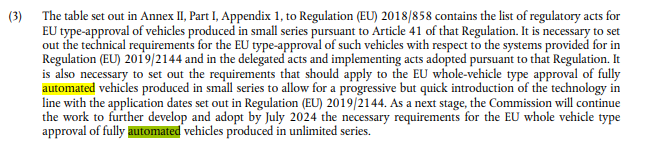 (3) The table set out in Annex II, Part I, Appendix 1, to Regulation (EU) 2018/858 contains the list of regulatory acts for
EU type-approval of vehicles produced in small series pursuant to Article 41 of that Regulation. It is necessary to set
out the technical requirements for the EU type-approval of such vehicles with respect to the systems provided for in
Regulation (EU) 2019/2144 and in the delegated acts and implementing acts adopted pursuant to that Regulation. It
is also necessary to set out the requirements that should apply to the EU whole-vehicle type approval of fully
automated vehicles produced in small series to allow for a progressive but quick introduction of the technology in
line with the application dates set out in Regulation (EU) 2019/2144. As a next stage, the Commission will continue
the work to further develop and adopt by July 2024 the necessary requirements for the EU whole vehicle type
approval of fully automated vehicles produced in unlimited series.